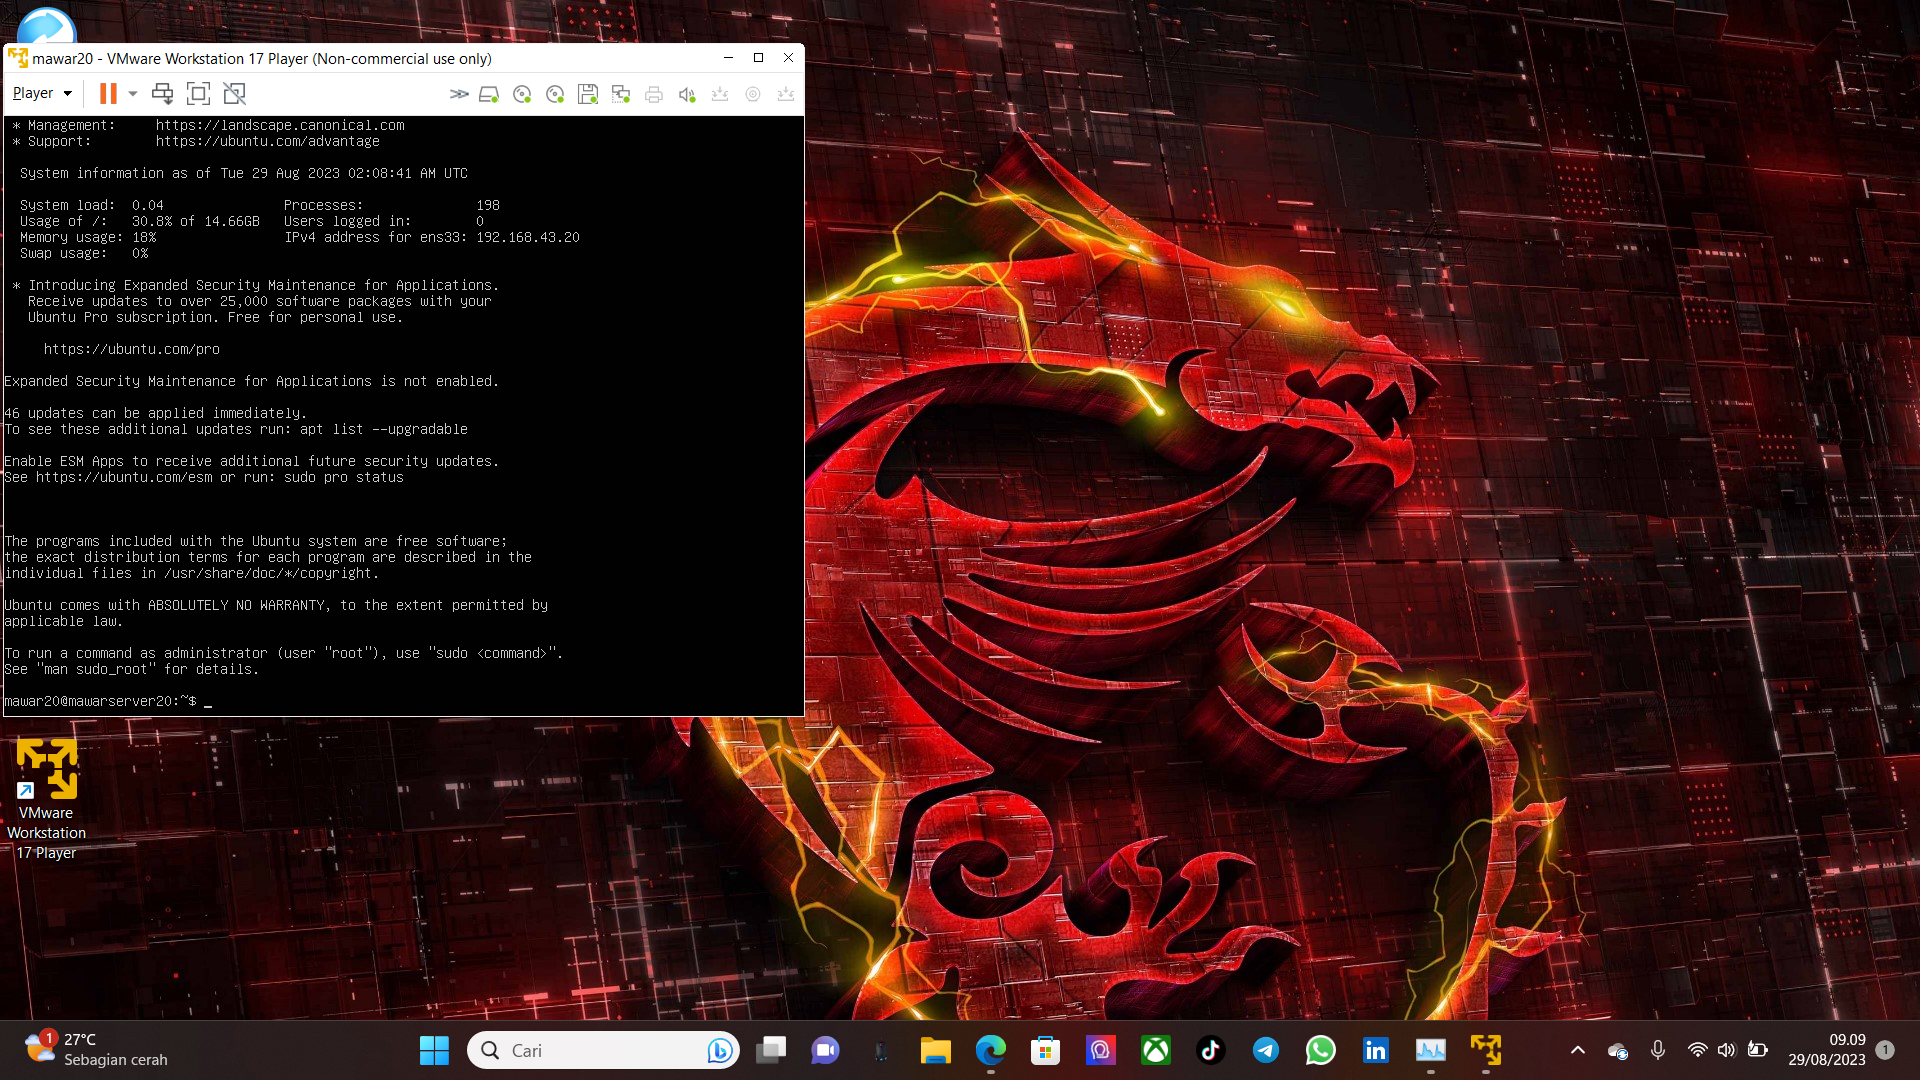 mawar20 - VMware Workstation 17 Player (Non-commercial use only)
Player
* Management:     https://landscape.canonical.com
* Support:        https://ubuntu.com/advantage
System information as of Tue 29 Aug 2023 02:08:41 AM UTC
System load:  0.04               Processes:              198
Usage of /:   30.8% of 14.66GB   Users logged in:        0
Memory usage: 18%                IPv4 address for ens33: 192.168.43.20
Swap usage:   0%
* Introducing Expanded Security Maintenance for Applications.
Receive updates to over 25,000 software packages with your
Ubuntu Pro subscription. Free for personal use.
https://ubuntu.com/pro
Expanded Security Maintenance for Applications is not enabled.
46 updates can be applied immediately.
To see these additional updates run: apt list --upgradable
Enable ESM Apps to receive additional future security updates.
See https://ubuntu.com/esm or run: sudo pro status
The programs included with the Ubuntu system are free software;
the exact distribution terms for each program are described in the
individual files in /usr/share/doc/*/copyright.
Ubuntu comes with ABSOLUTELY NO WARRANTY, to the extent permitted by
applicable law.
To run a command as administrator (user "root"), use "sudo <command>".
See "man sudo_root" for details.
mawar20@mawarserver20:~$ _
VMware
Workstation
17 Player
1
27°C
Sebagian cerah
Cari
in
09.09
29/08/2023
1